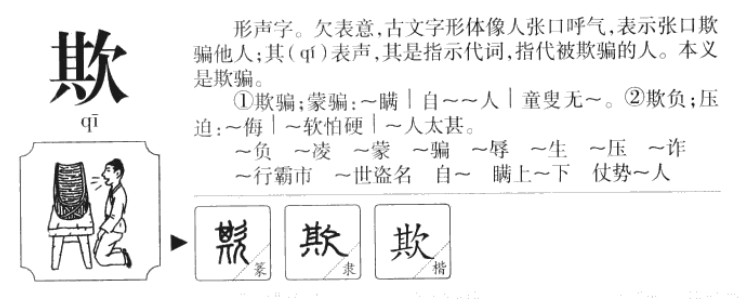 欺
qī
形声字。欠表意,古文字形体像人张口呼气,表示张口欺
骗他人;其(qí)表声,其是指示代词,指代被欺骗的人。本义
是欺骗。
①欺骗;蒙骗:～瞒｜自～～人｜童叟无～。②欺负;压
迫:～侮｜～软怕硬｜～人太甚。
～负 ～凌 ～蒙 ～骗 ～辱 ～生 ～压 ～诈
～行霸市 ～世盗名 自～ 瞒上～下 仗势～人
欺 篆 欺 隶 欺 楷